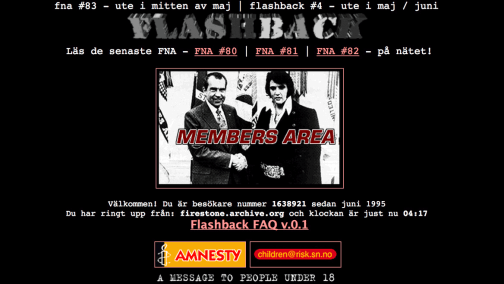 fna #83 - ute i mitten av maj | flashback #4 - ute i maj / juni
FLASHBACK
Läs de senaste FNA - FNA #80 | FNA #81 | FNA #82 - på nätet!
MEMBERS AREA
Välkommen! Du är besökare nummer 1638921 sedan juni 1995
Du har ringt upp från: firestone.archive.org och klockan är just nu 04:17
Flashback FAQ v.0.1
AMNESTY
children@risk.sn.no
A MESSAGE TO PEOPLE UNDER 18